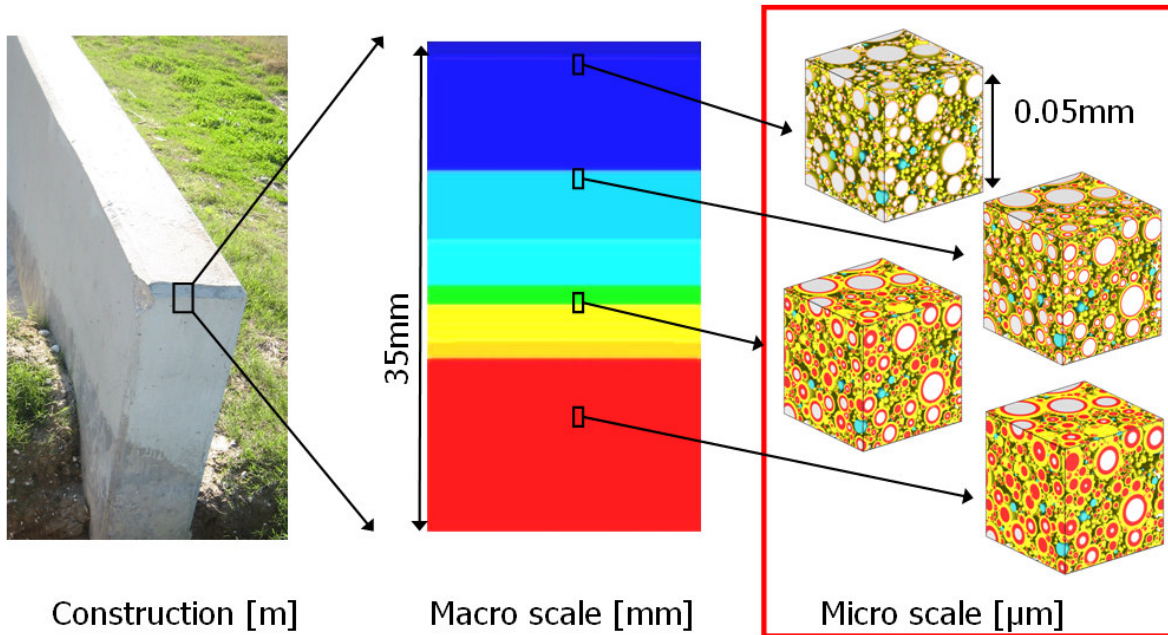 35mm
0.05mm
Construction [m]
Macro scale [mm]
Micro scale [μm]